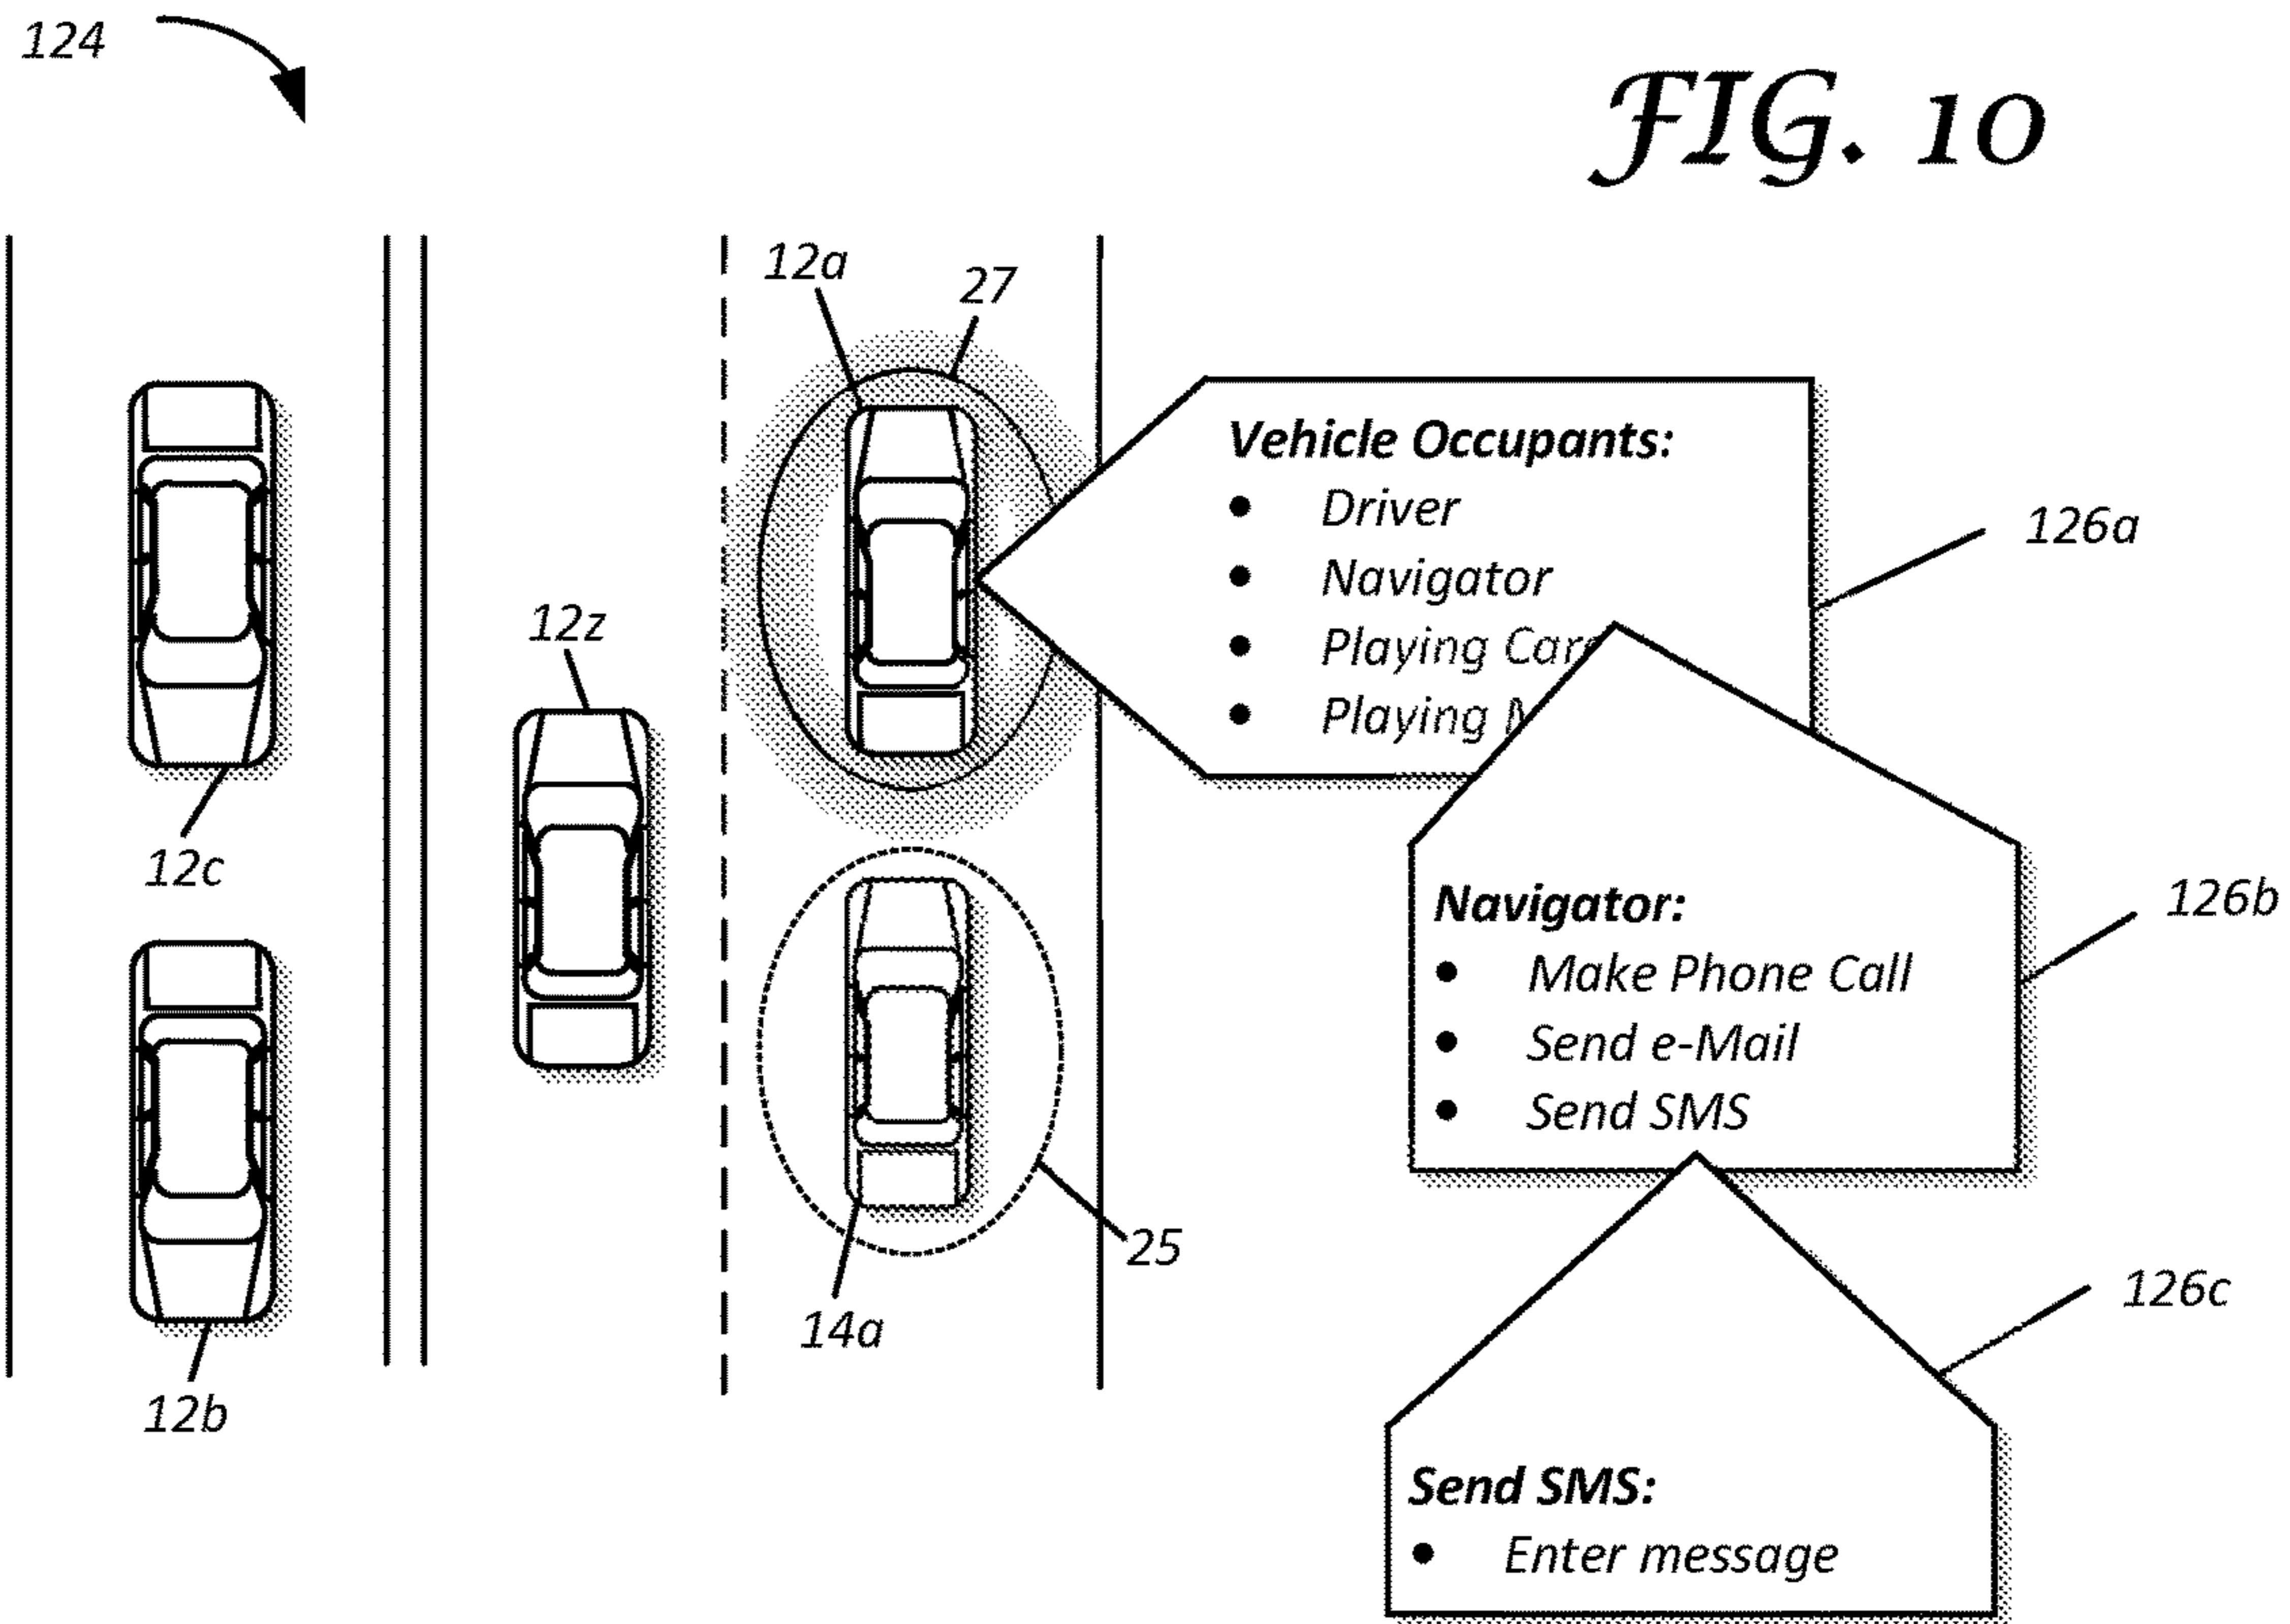 124
FIG. 10
12a
27
Vehicle Occupants:
• Driver
• Navigator
• Playing
• Playing
126a
12z
12c
Navigator:
• Make Phone Call
• Send e-Mail
• Send SMS
126b
25
14a
12b
126c
Send SMS:
• Enter message